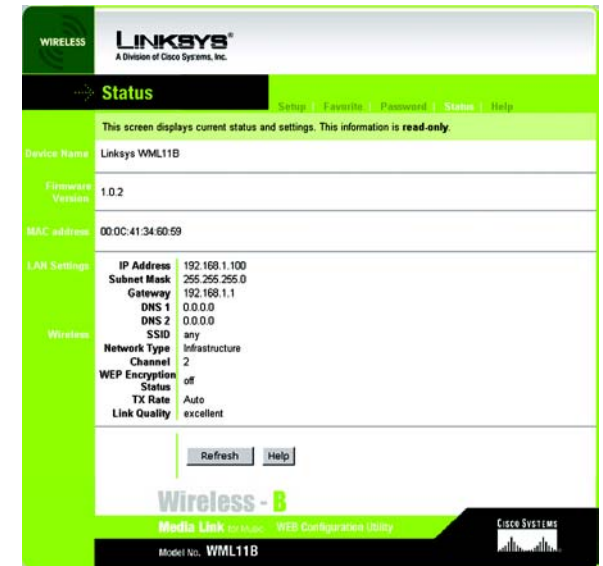 WIRELESS
LINKSYS®
A Division of Cisco Systems, Inc.
Status
Setup | Favorite | Password | Status | Help
This screen displays current status and settings. This information is read-only.
Device Name Linksys WML11B
Firmware Version 1.0.2
MAC address 00:0C:41:34:60:59
LAN Settings IP Address 192.168.1.100
Subnet Mask 255.255.255.0
Gateway 192.168.1.1
DNS 1 0.0.0.0
DNS 2 0.0.0.0
Wireless SSID any
Network Type Infrastructure
Channel 2
WEP Encryption Status off
TX Rate Auto
Link Quality excellent
Refresh Help
Wireless - B
Media Link for Music WEB Configuration Utility
CISCO SYSTEMS
Model No. WML11B